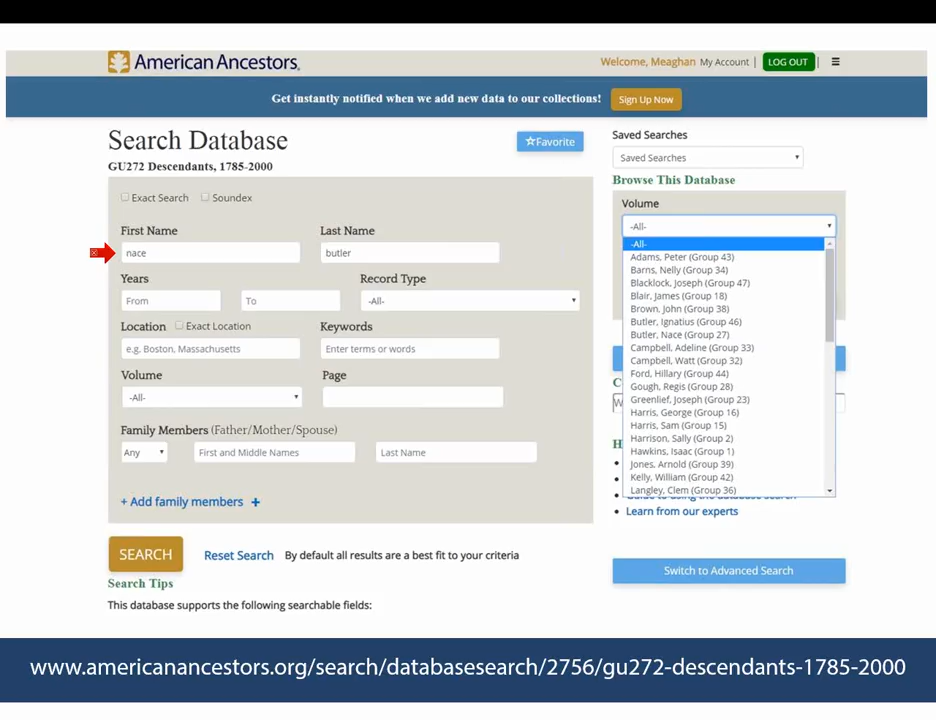 American Ancestors.
Welcome, Meaghan My Account | LOG OUT | ≡
Get instantly notified when we add new data to our collections! Sign Up Now
Search Database
☆Favorite
GU272 Descendants, 1785-2000
Exact Search Soundex
First Name Last Name
nace butler
Years Record Type
From To -All-
Location Exact Location Keywords
e.g. Boston, Massachusetts Enter terms or words
Volume Page
-All-
Family Members (Father/Mother/Spouse)
Any First and Middle Names Last Name
+ Add family members +
SEARCH Reset Search By default all results are a best fit to your criteria
Search Tips
This database supports the following searchable fields:
Saved Searches
Saved Searches
Browse This Database
Volume
-All-
-All-
Adams, Peter (Group 43)
Barns, Nelly (Group 34)
Blacklock, Joseph (Group 47)
Blair, James (Group 18)
Brown, John (Group 38)
Butler, Ignatius (Group 46)
Butler, Nace (Group 27)
Campbell, Adeline (Group 33)
Campbell, Watt (Group 32)
Ford, Hillary (Group 44)
Gough, Regis (Group 28)
Greenlief, Joseph (Group 23)
Harris, George (Group 16)
Harris, Sam (Group 15)
Harrison, Sally (Group 2)
Hawkins, Isaac (Group 1)
Jones, Arnold (Group 39)
Kelly, William (Group 42)
Langley, Clem (Group 36)
Learn from our experts
Switch to Advanced Search
www.americanancestors.org/search/databasesearch/2756/gu272-descendants-1785-2000